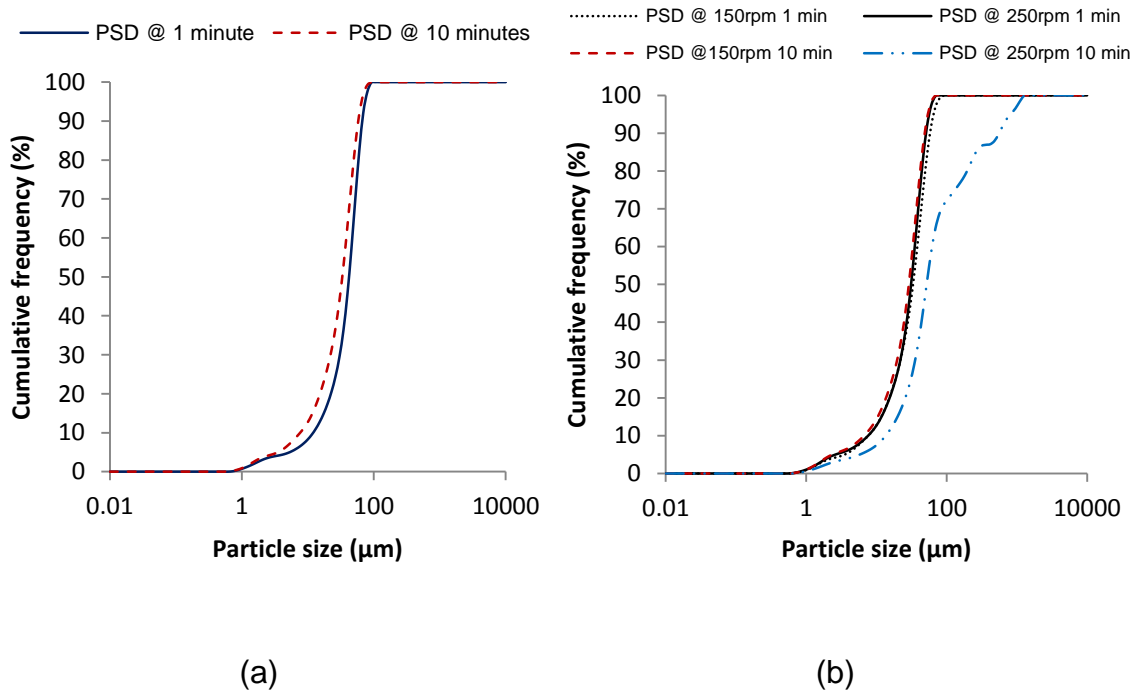 PSD @ 1 minute PSD @ 10 minutes
Cumulative frequency (%)
100
90
80
70
60
50
40
30
20
10
0
0.01 1 100 10000
Particle size (µm)
(a)
PSD @ 150rpm 1 min PSD @ 250rpm 1 min
PSD @150rpm 10 min PSD @ 250rpm 10 min
Cumulative frequency (%)
100
90
80
70
60
50
40
30
20
10
0
0.01 1 100 10000
Particle size (µm)
(b)